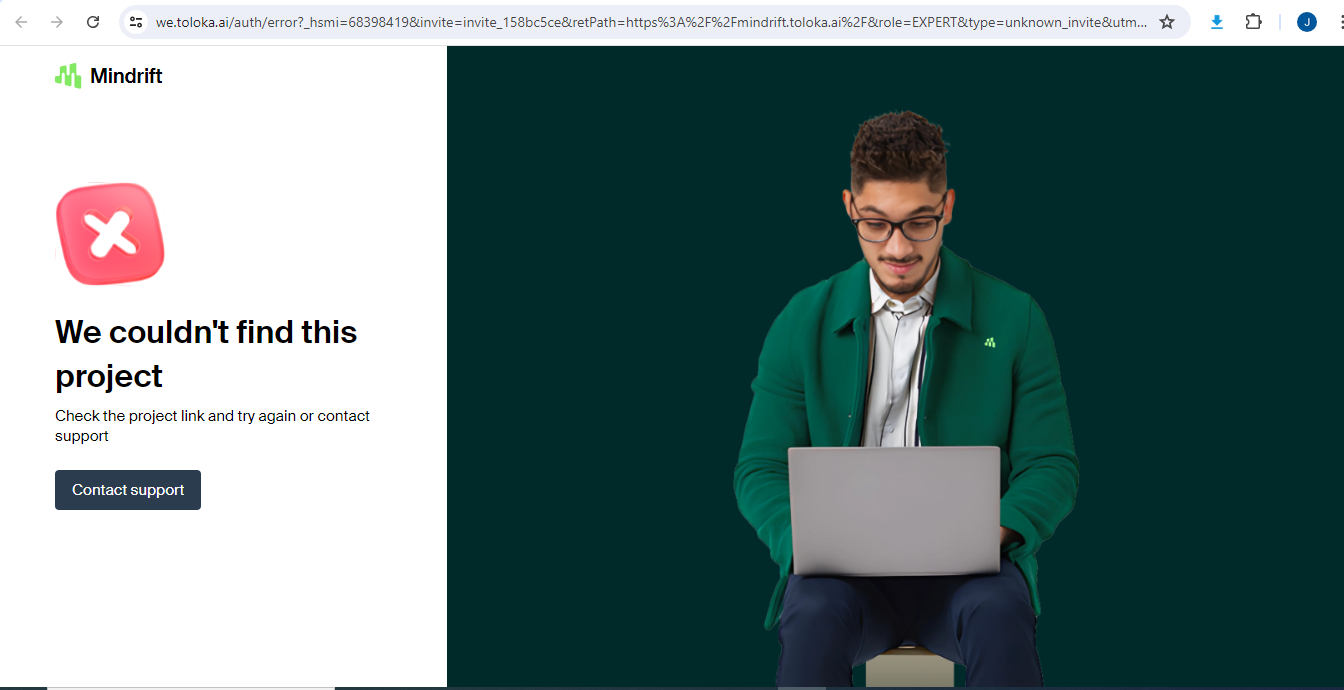 we.toloka.ai/auth/error?_hsmi=68398419&invite=invite_158bc5ce&retPath=https%3A%2F%2Fmindrift.toloka.ai%2F&role=EXPERT&type=unknown_invite&utm...
J
Mindrift
We couldn't find this
project
Check the project link and try again or contact
support
Contact support